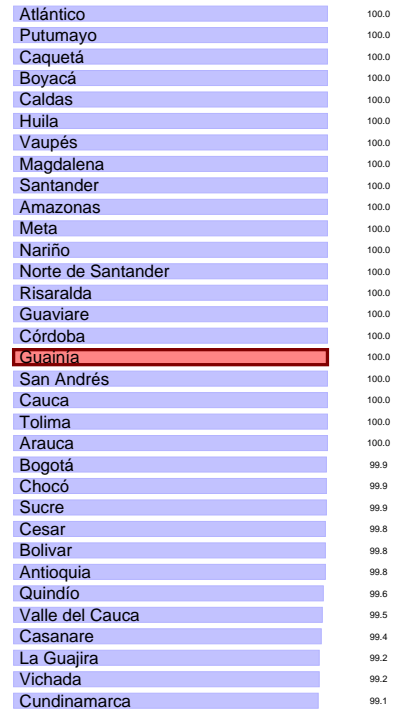 Atlántico 100.0
Putumayo 100.0
Caquetá 100.0
Boyacá 100.0
Caldas 100.0
Huila 100.0
Vaupés 100.0
Magdalena 100.0
Santander 100.0
Amazonas 100.0
Meta 100.0
Nariño 100.0
Norte de Santander 100.0
Risaralda 100.0
Guaviare 100.0
Córdoba 100.0
Guainía 100.0
San Andrés 100.0
Cauca 100.0
Tolima 100.0
Arauca 100.0
Bogotá 99.9
Chocó 99.9
Sucre 99.9
Cesar 99.8
Bolivar 99.8
Antioquia 99.8
Quindío 99.6
Valle del Cauca 99.5
Casanare 99.4
La Guajira 99.2
Vichada 99.2
Cundinamarca 99.1